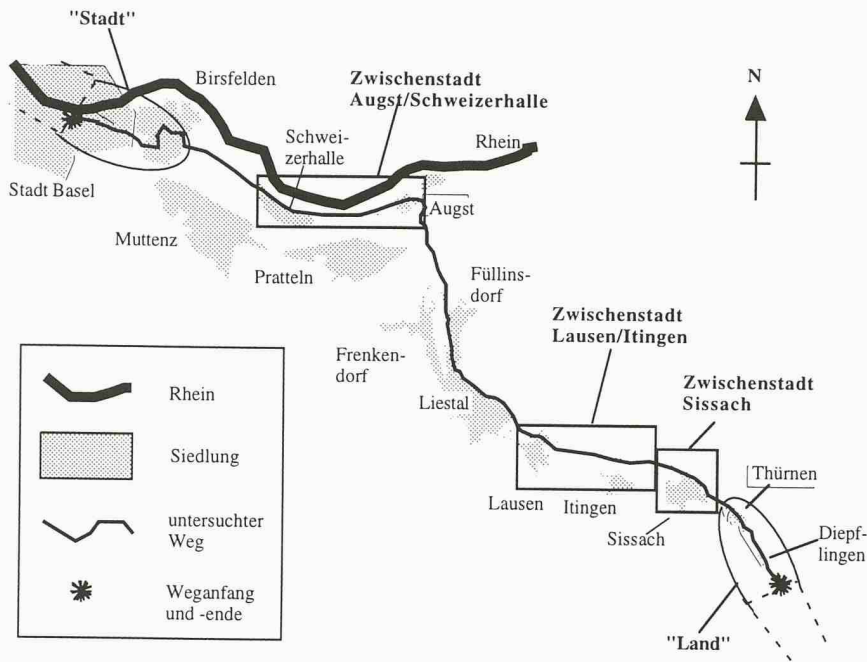 "Stadt"
Birsfelden
Zwischenstadt
Augst/Schweizerhalle
N
Schwei-
zerhalle
Rhein
Stadt Basel
Augst
Muttenz
Pratteln
Füllins-
dorf
Zwischenstadt
Lausen/Itingen
Frenken-
dorf
Zwischenstadt
Sissach
Liestal
Rhein
Siedlung
untersuchter
Weg
Weganfang
und -ende
Thürnen
Lausen
Itingen
Sissach
Diepf-
lingen
"Land"